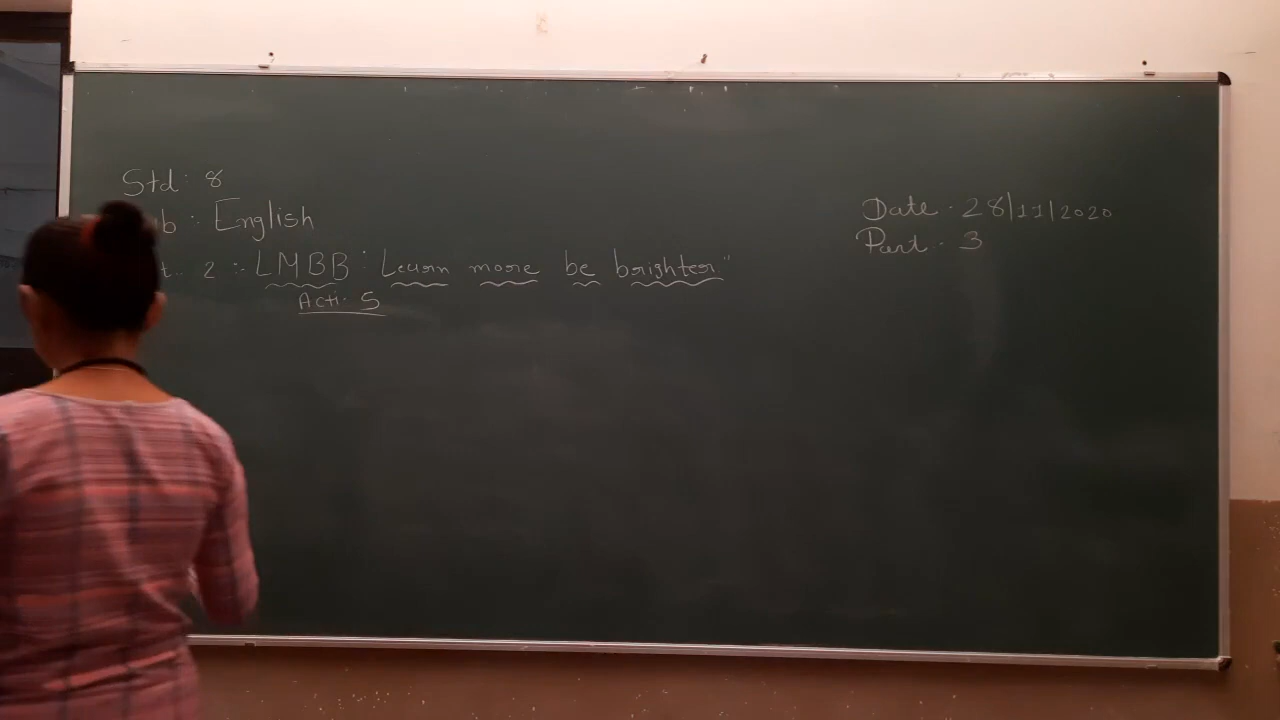 Std : 8
English
2 :- LMBB : Learn more be brighter."
Acti. 5
Date . 28/11/2020
Part :- 3